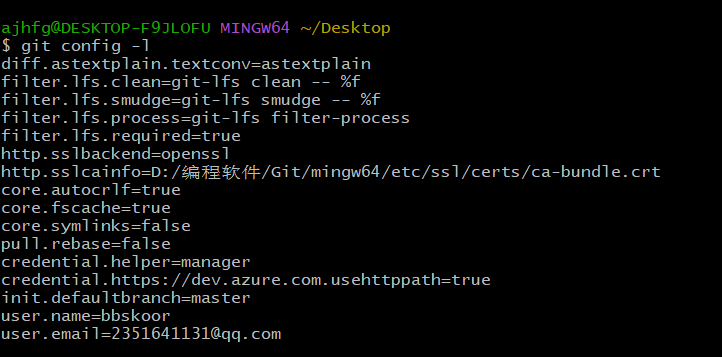 ajhfg@DESKTOP-F9JLOFU MINGW64 ~/Desktop
$ git config -l
diff.astextplain.textconv=astextplain
filter.lfs.clean=git-lfs clean -- %f
filter.lfs.smudge=git-lfs smudge -- %f
filter.lfs.process=git-lfs filter-process
filter.lfs.required=true
http.sslbackend=openssl
http.sslcainfo=D:/编程软件/Git/mingw64/etc/ssl/certs/ca-bundle.crt
core.autocrlf=true
core.fscache=true
core.symlinks=false
pull.rebase=false
credential.helper=manager
credential.https://dev.azure.com.usehttppath=true
init.defaultbranch=master
user.name=bbskoor
user.email=2351641131@qq.com